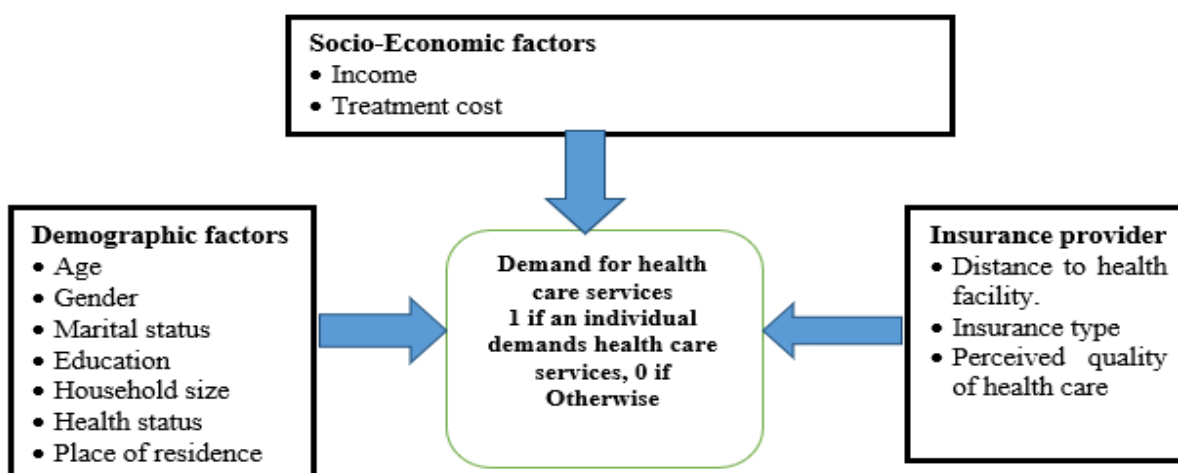 Socio-Economic factors
• Income
• Treatment cost
Demographic factors
• Age
• Gender
• Marital status
• Education
• Household size
• Health status
• Place of residence
Demand for health
care services
1 if an individual
demands health care
services, 0 if
Otherwise
Insurance provider
• Distance to health
facility.
• Insurance type
• Perceived quality
of health care